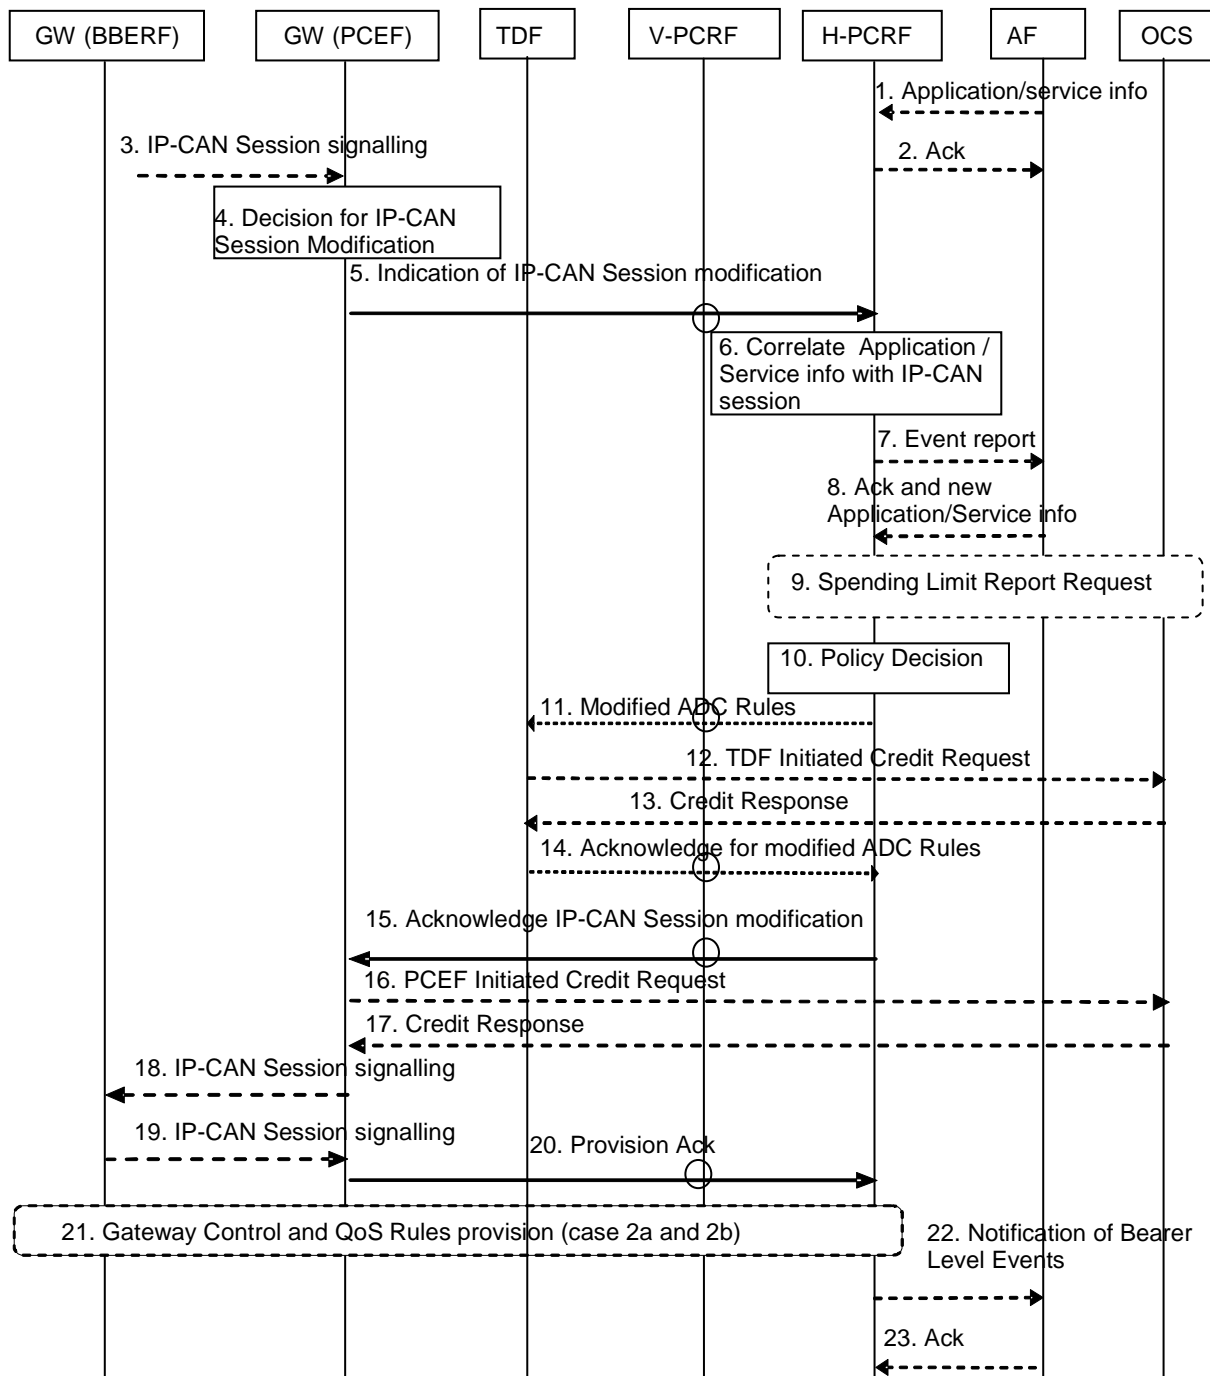 GW (BBERF)
GW (PCEF)
TDF
V-PCRF
H-PCRF
AF
OCS
1. Application/service info
2. Ack
3. IP-CAN Session signalling
4. Decision for IP-CAN
Session Modification
5. Indication of IP-CAN Session modification
6. Correlate Application /
Service info with IP-CAN
session
7. Event report
8. Ack and new
Application/Service info
9. Spending Limit Report Request
10. Policy Decision
11. Modified ADC Rules
12. TDF Initiated Credit Request
13. Credit Response
14. Acknowledge for modified ADC Rules
15. Acknowledge IP-CAN Session modification
16. PCEF Initiated Credit Request
17. Credit Response
18. IP-CAN Session signalling
19. IP-CAN Session signalling
20. Provision Ack
21. Gateway Control and QoS Rules provision (case 2a and 2b)
22. Notification of Bearer
Level Events
23. Ack